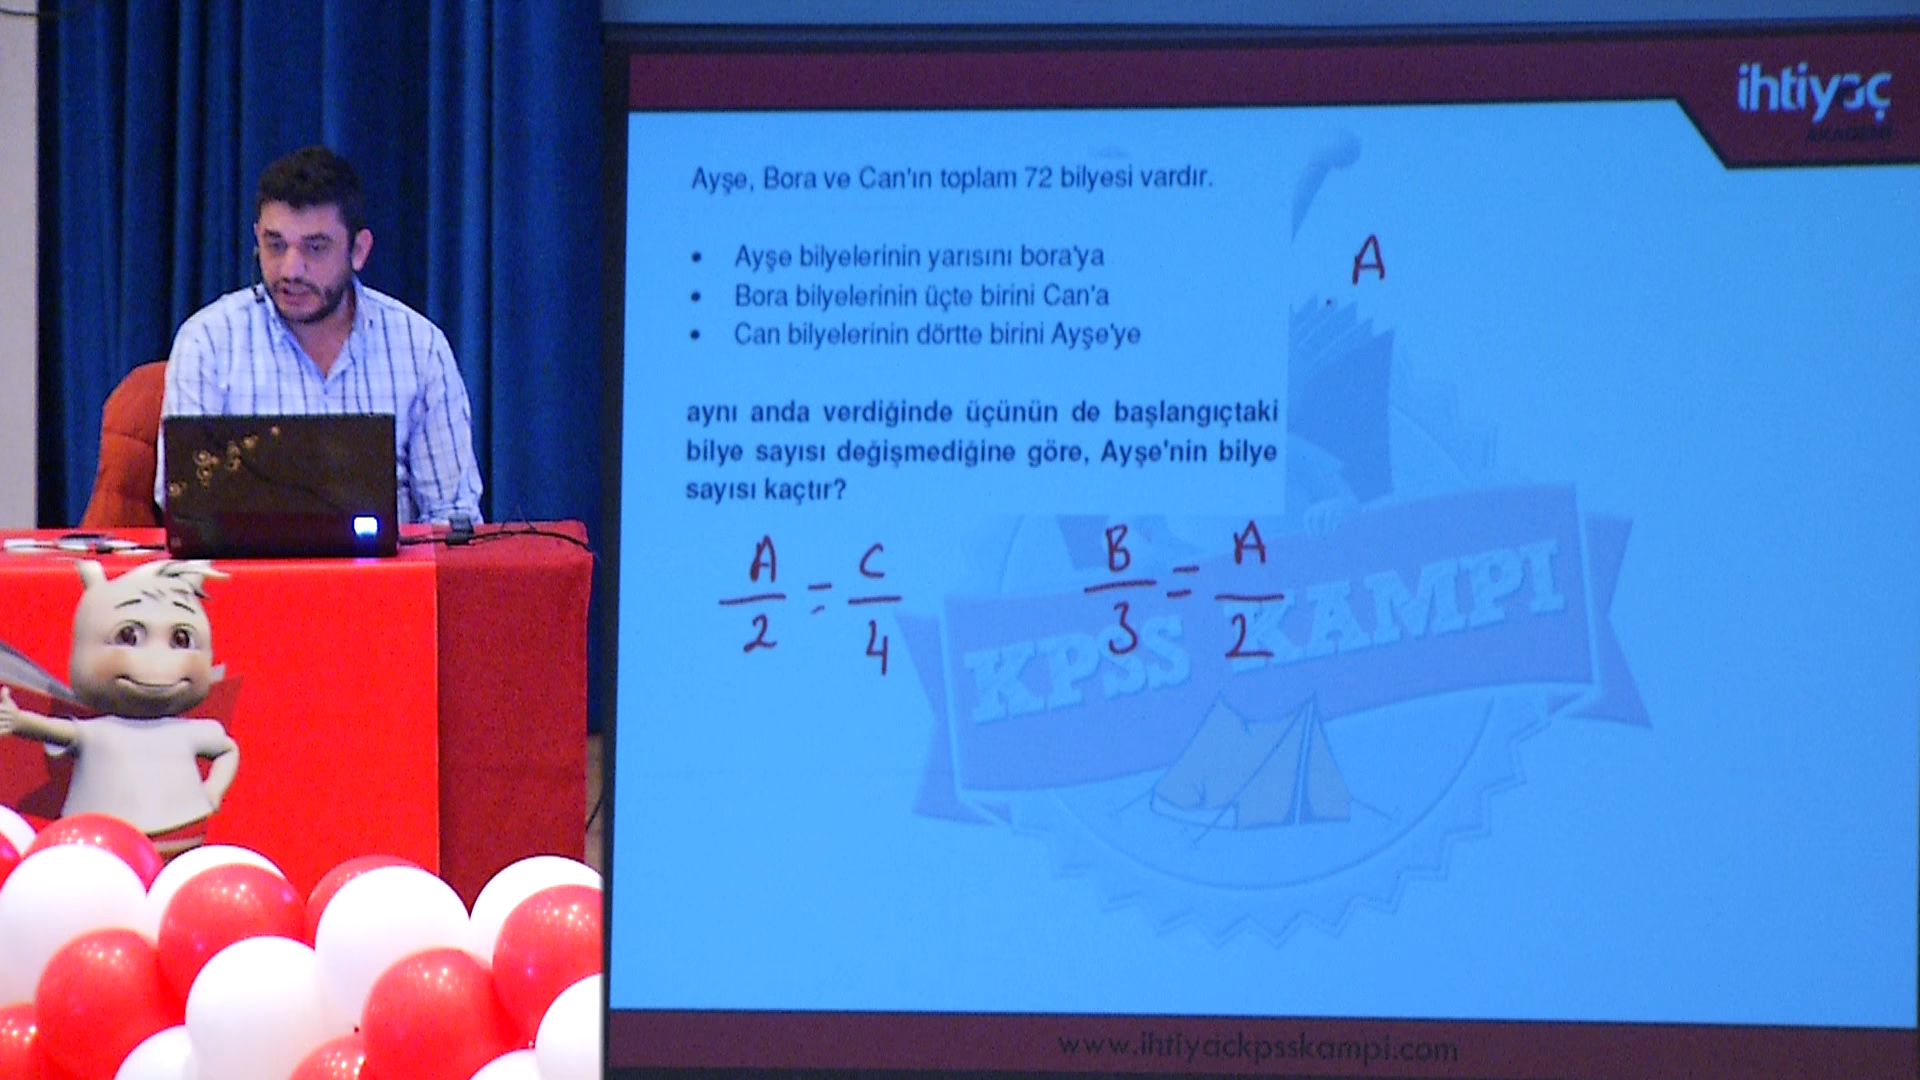 ihtiyaç
AKADEMİ
Ayşe, Bora ve Can'ın toplam 72 bilyesi vardır.
• Ayşe bilyelerinin yarısını bora'ya
• Bora bilyelerinin üçte birini Can'a
• Can bilyelerinin dörtte birini Ayşe'ye
A
aynı anda verdiğinde üçünün de başlangıçtaki
bilye sayısı değişmediğine göre, Ayşe'nin bilye
sayısı kaçtır?
A/2 = C/4
B/3 = A/2
KPSS KAMPI
www.ihtiyackpsskampi.com